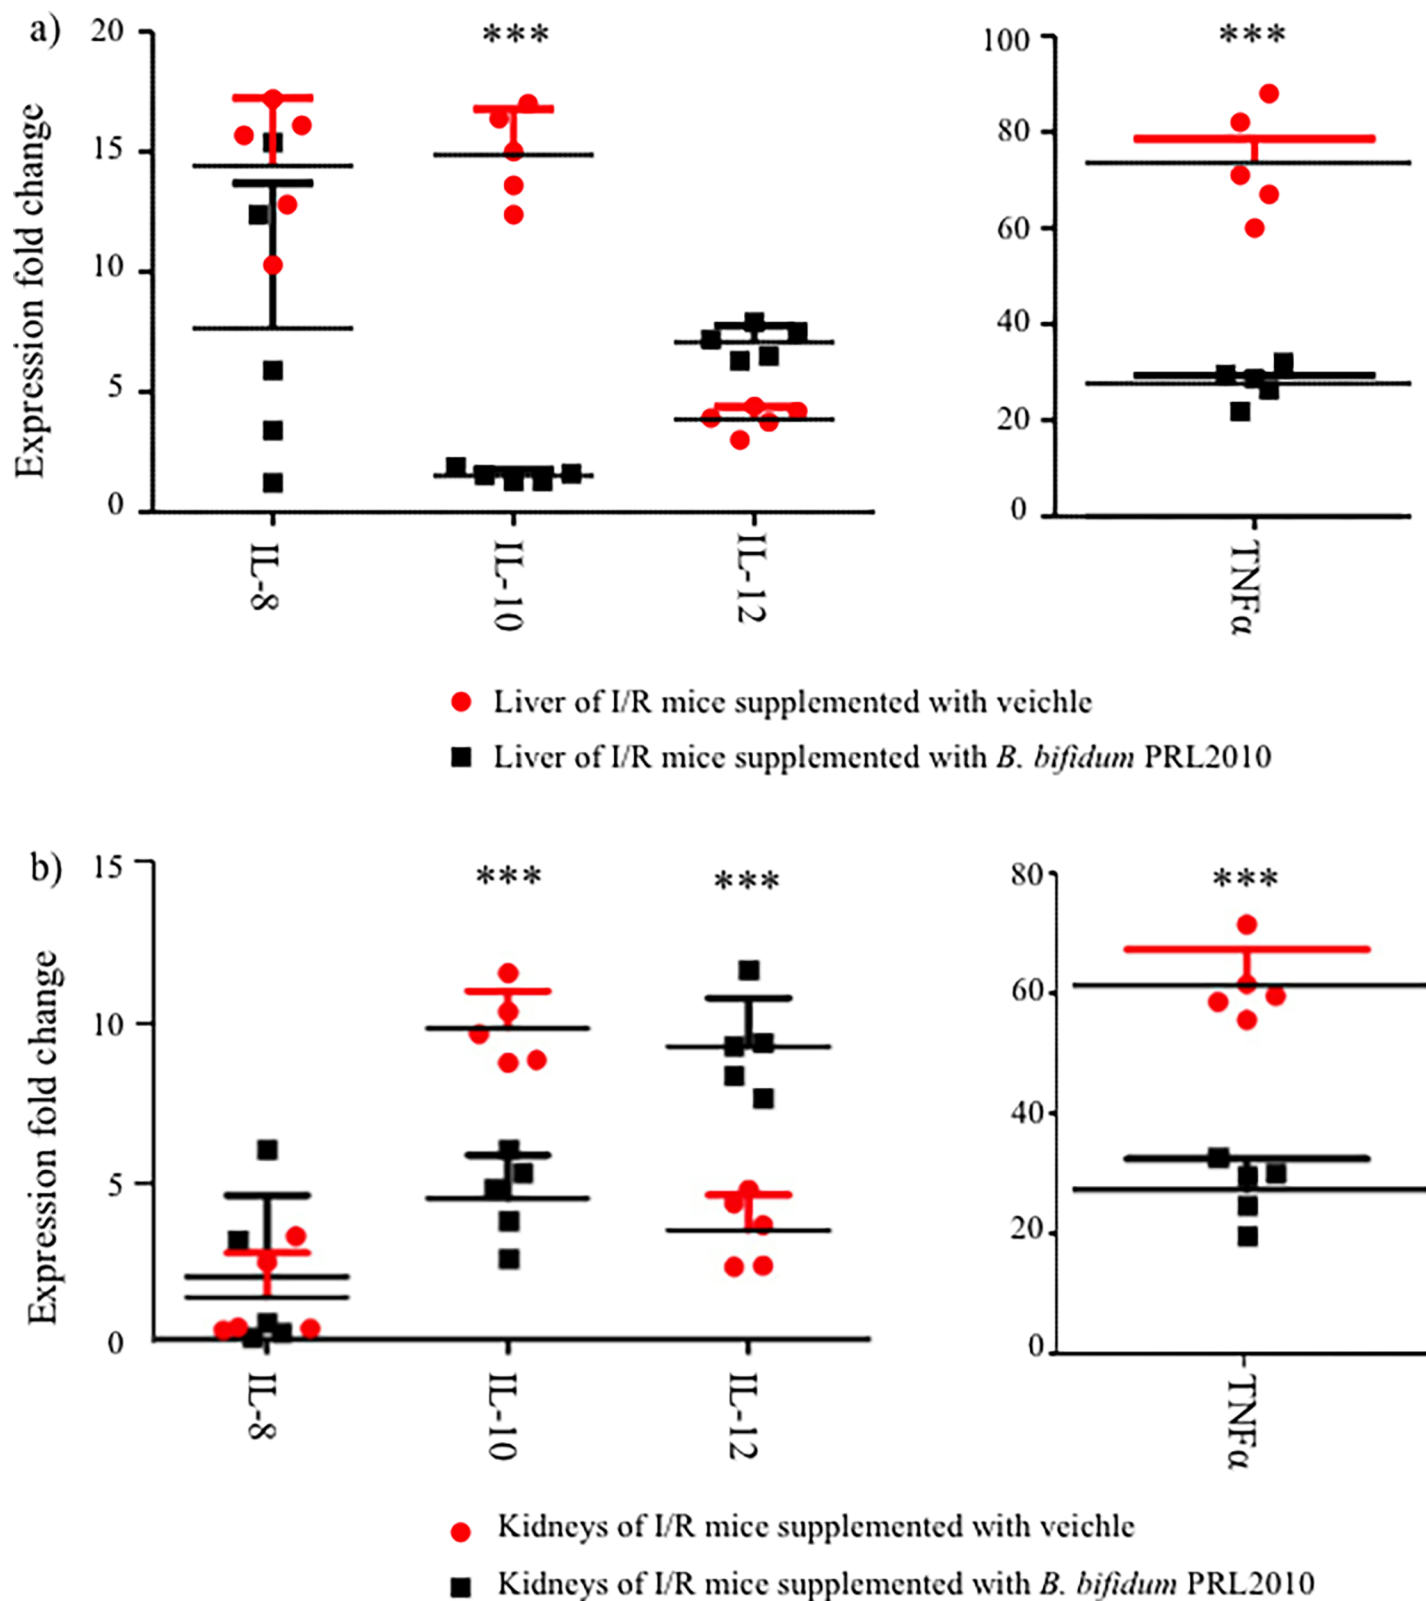 a)
Expression fold change
20
15
10
5
0
***
IL-8
IL-10
IL-12
100
80
60
40
20
0
***
TNFα
Liver of I/R mice supplemented with veichle
Liver of I/R mice supplemented with B. bifidum PRL2010
b)
Expression fold change
15
10
5
0
***
***
IL-8
IL-10
IL-12
80
60
40
20
0
***
TNFα
Kidneys of I/R mice supplemented with veichle
Kidneys of I/R mice supplemented with B. bifidum PRL2010